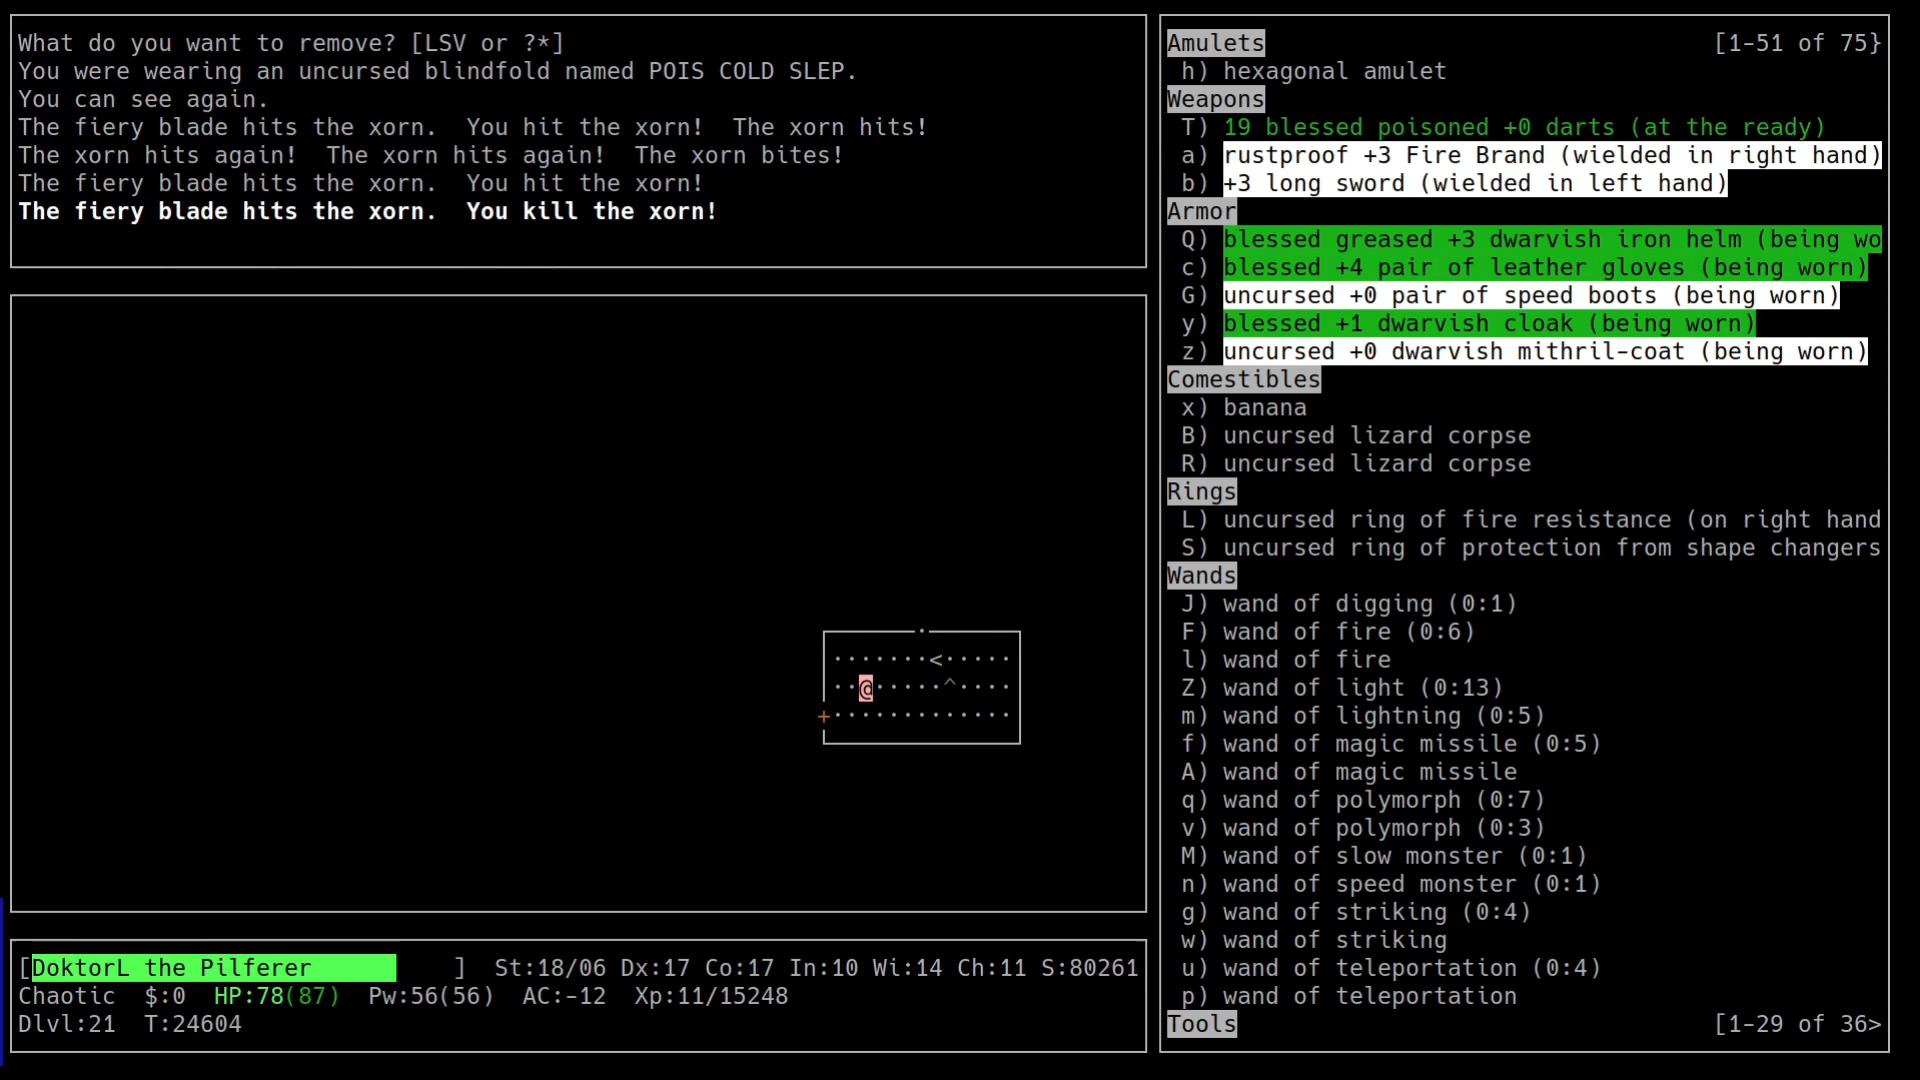 What do you want to remove? [LSV or ?*]
You were wearing an uncursed blindfold named POIS COLD SLEP.
You can see again.
The fiery blade hits the xorn.  You hit the xorn!  The xorn hits!
The xorn hits again!  The xorn hits again!  The xorn bites!
The fiery blade hits the xorn.  You hit the xorn!
The fiery blade hits the xorn.  You kill the xorn!
.
.......<.....
..@.....^....
+.............
[DoktorL the Pilferer          ]  St:18/06 Dx:17 Co:17 In:10 Wi:14 Ch:11 S:80261
Chaotic  $:0  HP:78(87)  Pw:56(56)  AC:-12  Xp:11/15248
Dlvl:21  T:24604
Amulets [1-51 of 75}
h) hexagonal amulet
Weapons
T) 19 blessed poisoned +0 darts (at the ready)
a) rustproof +3 Fire Brand (wielded in right hand)
b) +3 long sword (wielded in left hand)
Armor
Q) blessed greased +3 dwarvish iron helm (being wo
c) blessed +4 pair of leather gloves (being worn)
G) uncursed +0 pair of speed boots (being worn)
y) blessed +1 dwarvish cloak (being worn)
z) uncursed +0 dwarvish mithril-coat (being worn)
Comestibles
x) banana
B) uncursed lizard corpse
R) uncursed lizard corpse
Rings
L) uncursed ring of fire resistance (on right hand
S) uncursed ring of protection from shape changers
Wands
J) wand of digging (0:1)
F) wand of fire (0:6)
l) wand of fire
Z) wand of light (0:13)
m) wand of lightning (0:5)
f) wand of magic missile (0:5)
A) wand of magic missile
q) wand of polymorph (0:7)
v) wand of polymorph (0:3)
M) wand of slow monster (0:1)
n) wand of speed monster (0:1)
g) wand of striking (0:4)
w) wand of striking
u) wand of teleportation (0:4)
p) wand of teleportation
Tools [1-29 of 36>